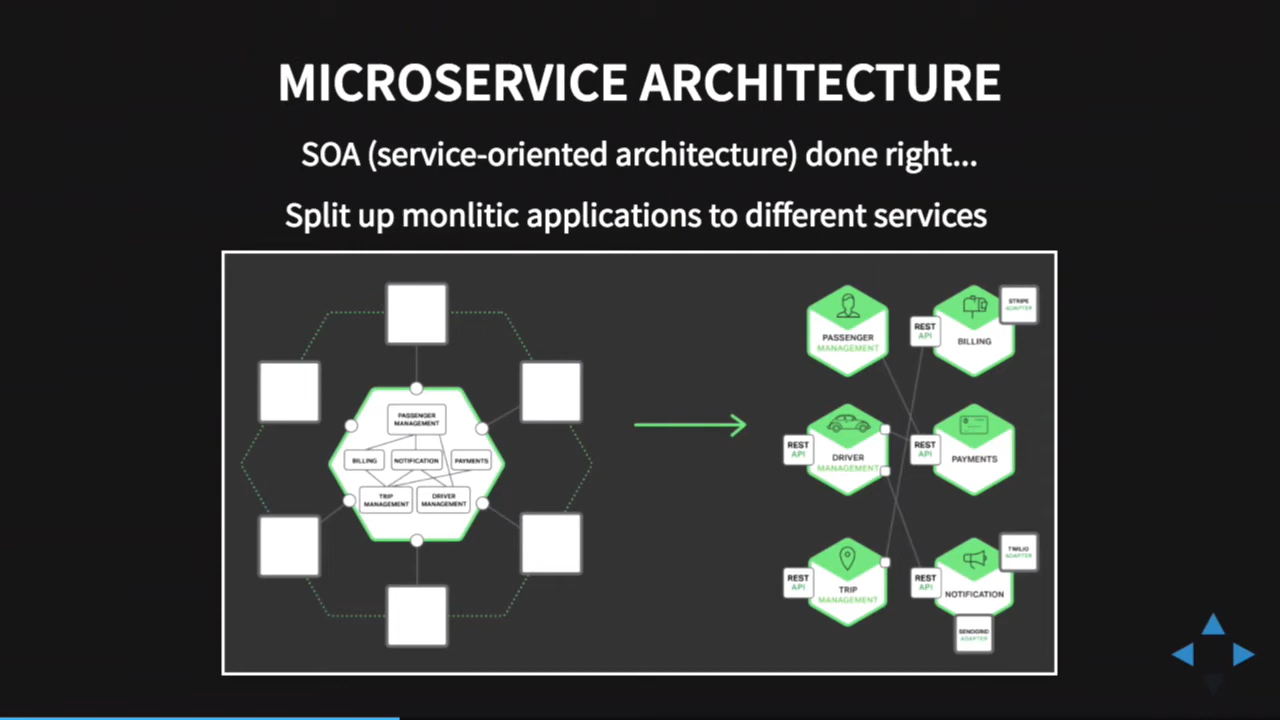 MICROSERVICE ARCHITECTURE
SOA (service-oriented architecture) done right...
Split up monlitic applications to different services
PASSENGER
MANAGEMENT
BILLING
NOTIFICATION
PAYMENTS
TRIP
MANAGEMENT
DRIVER
MANAGEMENT
PASSENGER
MANAGEMENT
REST
API
BILLING
STRIPE
ADAPTER
REST
API
DRIVER
MANAGEMENT
REST
API
PAYMENTS
REST
API
TRIP
MANAGEMENT
REST
API
NOTIFICATION
TWILIO
ADAPTER
SENDGRID
ADAPTER